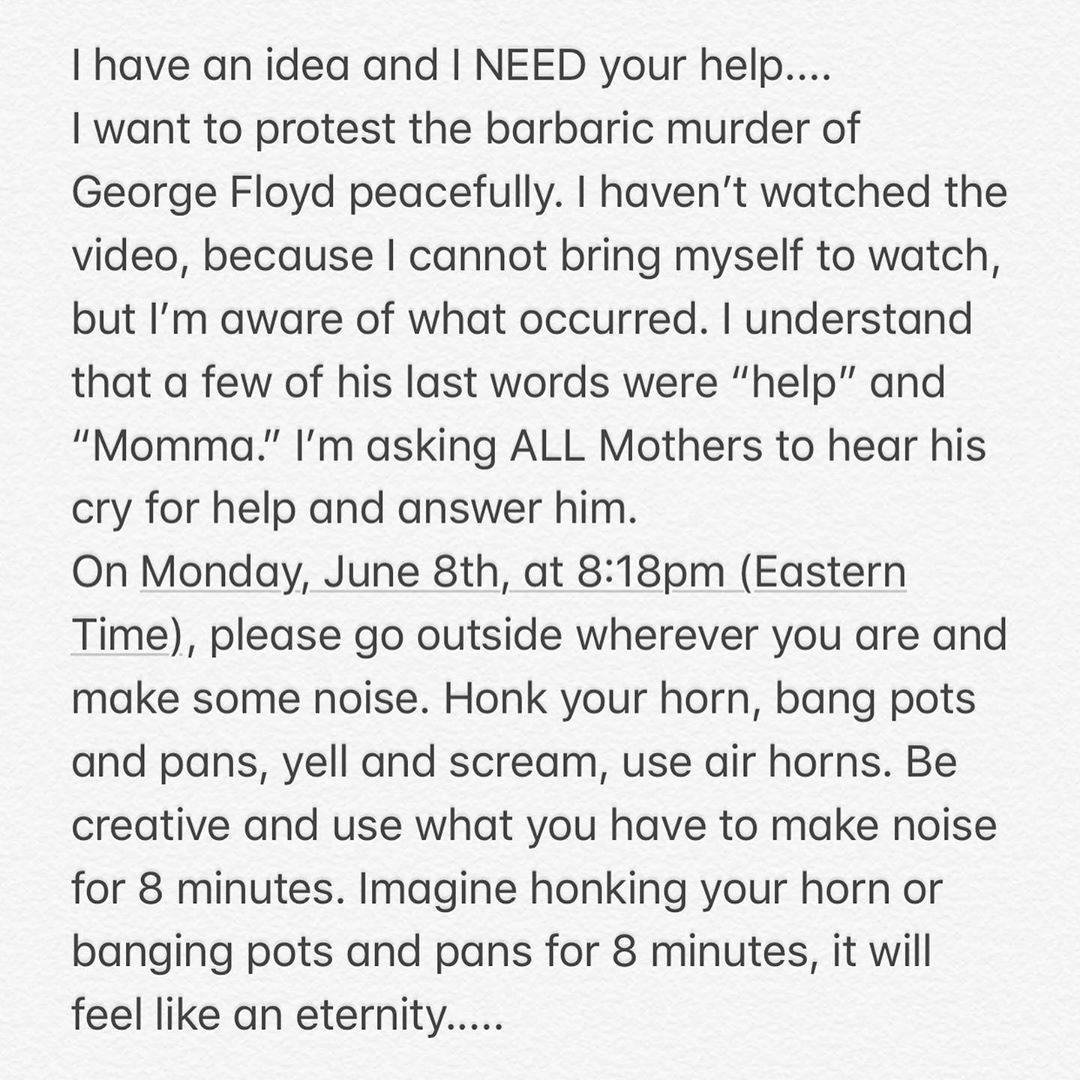 I have an idea and I NEED your help....
I want to protest the barbaric murder of
George Floyd peacefully. I haven’t watched the
video, because I cannot bring myself to watch,
but I’m aware of what occurred. I understand
that a few of his last words were “help” and
“Momma.” I’m asking ALL Mothers to hear his
cry for help and answer him.
On Monday, June 8th, at 8:18pm (Eastern
Time), please go outside wherever you are and
make some noise. Honk your horn, bang pots
and pans, yell and scream, use air horns. Be
creative and use what you have to make noise
for 8 minutes. Imagine honking your horn or
banging pots and pans for 8 minutes, it will
feel like an eternity.....